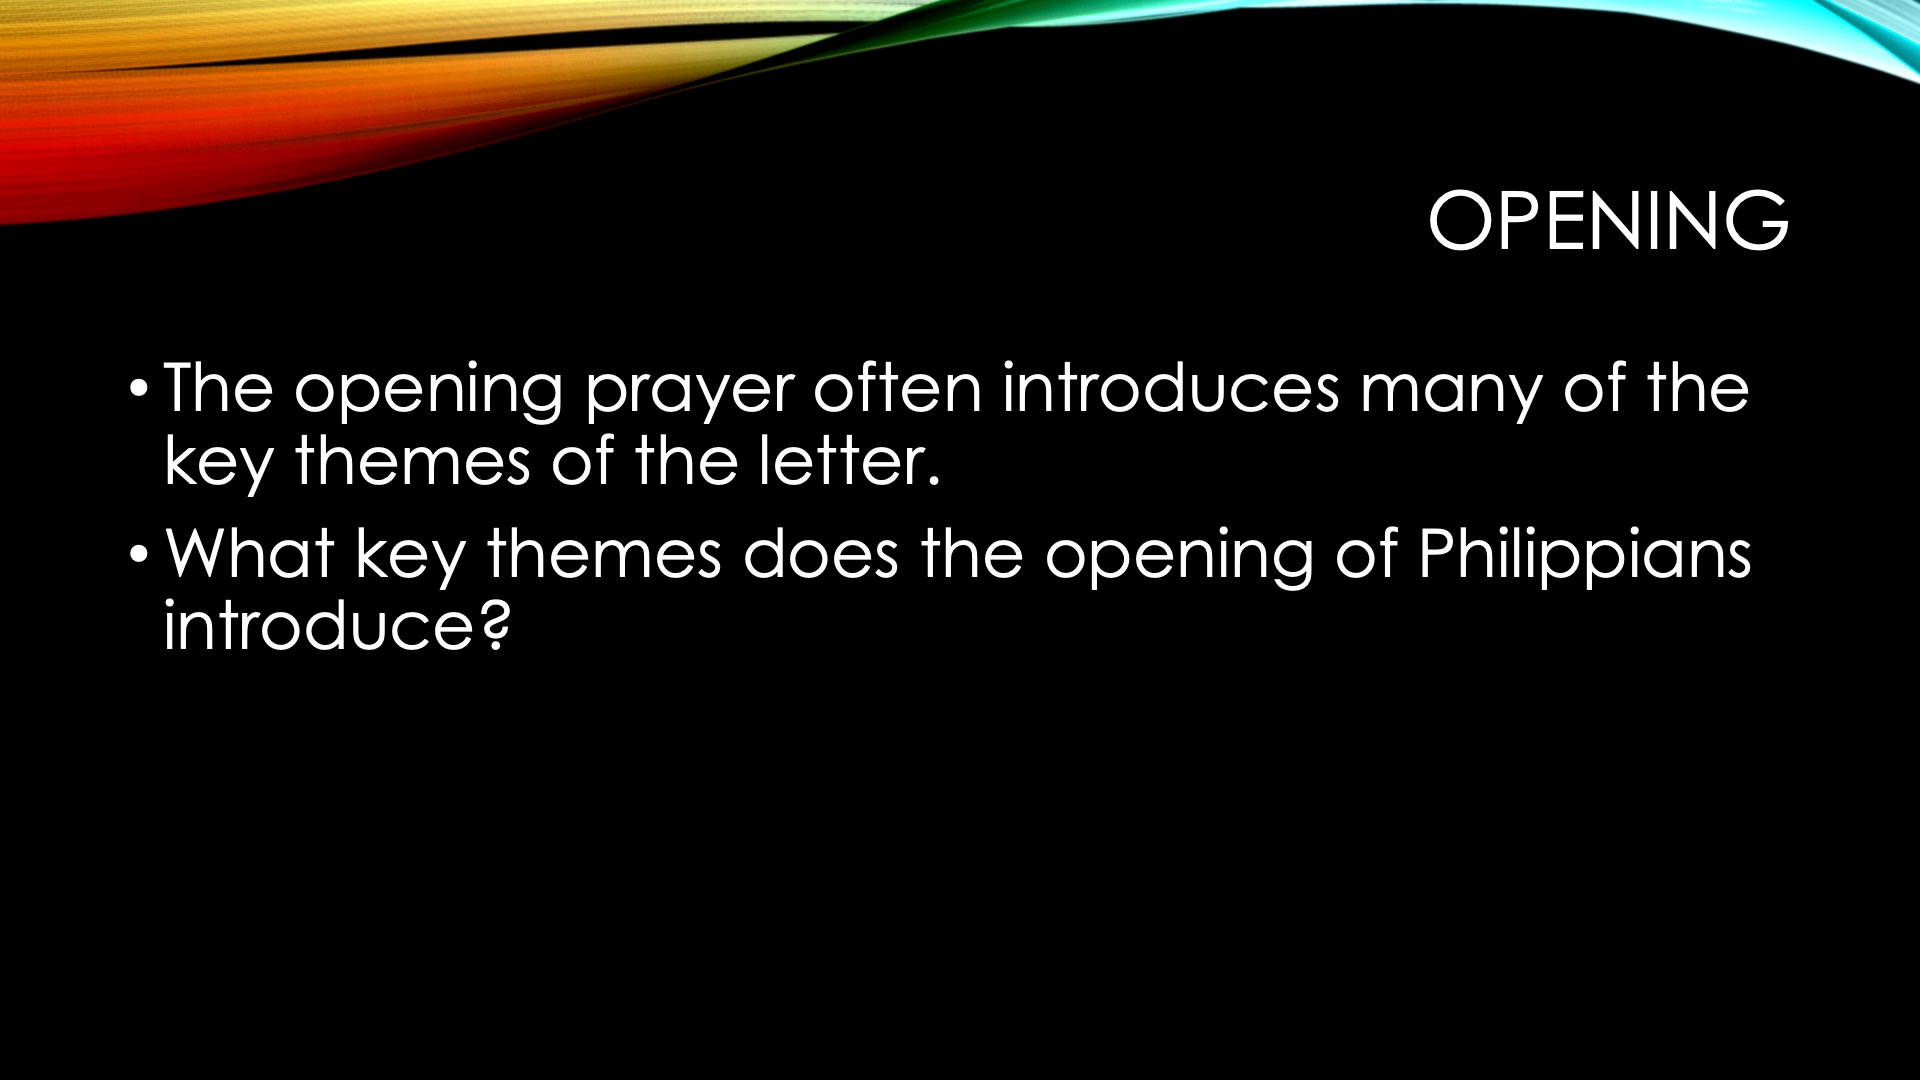 OPENING
• The opening prayer often introduces many of the
key themes of the letter.
• What key themes does the opening of Philippians
introduce?